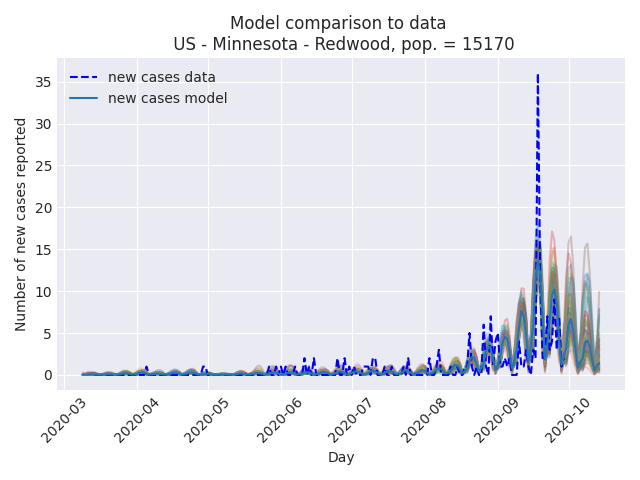 Model comparison to data
US - Minnesota - Redwood, pop. = 15170
new cases data
new cases model
Number of new cases reported
35
30
25
20
15
10
5
0
2020-03
2020-04
2020-05
2020-06
2020-07
2020-08
2020-09
2020-10
Day